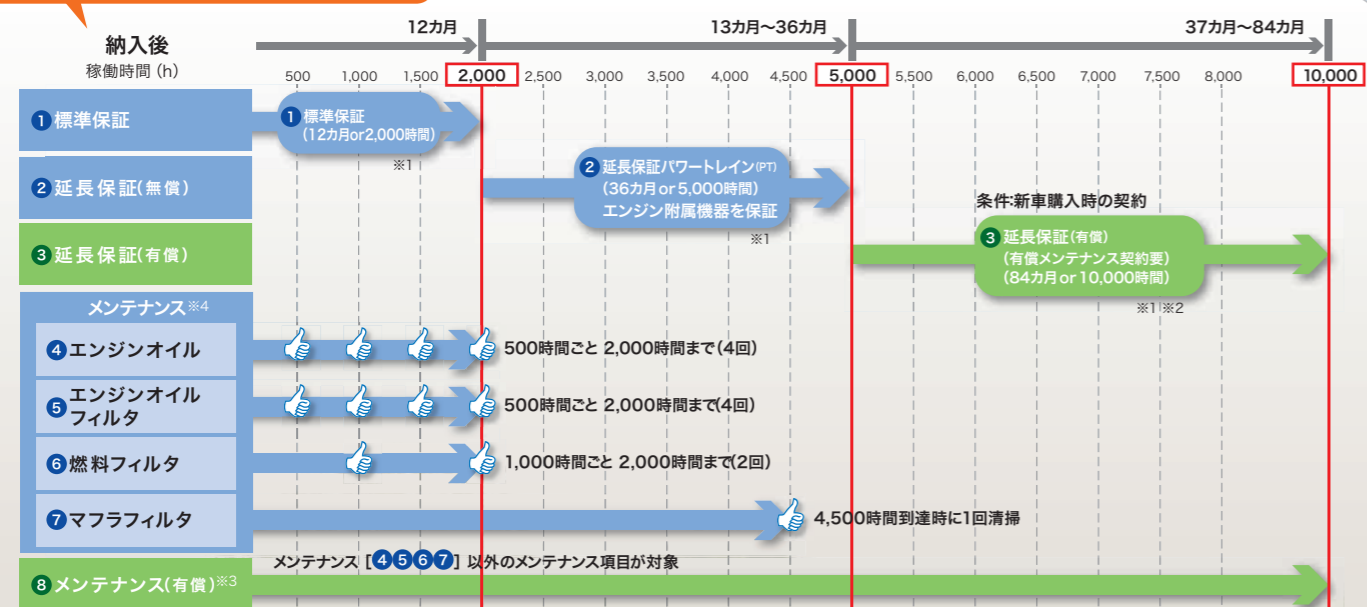 12カ月
13カ月〜36カ月
37カ月〜84カ月
納入後
稼働時間（h）
500 1,000 1,500 2,000 2,500 3,000 3,500 4,000 4,500 5,000 5,500 6,000 6,500 7,000 7,500 8,000 10,000
❶標準保証
❶標準保証
（12カ月or2,000時間）
※1
❷延長保証（無償）
❷延長保証パワートレイン（PT）
（36カ月or5,000時間）
エンジン附属機器を保証
※1
条件:新車購入時の契約
❸延長保証（有償）
❸延長保証（有償）
（有償メンテナンス契約要）
（84カ月or10,000時間）
※1 ※2
メンテナンス※4
❹エンジンオイル
500時間ごと 2,000時間まで（4回）
❺エンジンオイル
フィルタ
500時間ごと 2,000時間まで（4回）
❻燃料フィルタ
1,000時間ごと 2,000時間まで（2回）
❼マフラフィルタ
4,500時間到達時に1回清掃
メンテナンス［❹❺❻❼］以外のメンテナンス項目が対象
❽メンテナンス（有償）※3